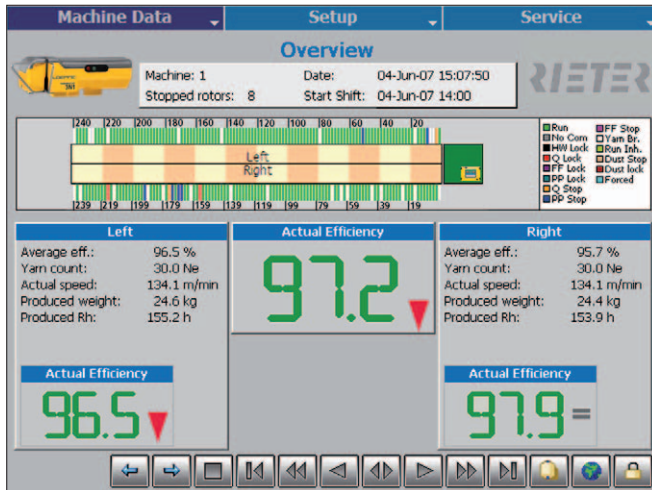 Machine Data Setup Service
Overview
RIETER
Machine: 1 Date: 04-Jun-07 15:07:50
Stopped rotors: 8 Start Shift: 04-Jun-07 14:00
240 220 200 180 160 140 120 100 80 60 40 20
Left
Right
239 219 199 179 159 139 119 99 79 59 39 19
Run FF Stop
No Com Yarn Br.
HW Lock Run Inh.
Q Lock Dust Stop
FF Lock Dust lock
PP Lock Forced
Q Stop
PP Stop
Left
Average eff.: 96.5 %
Yarn count: 30.0 Ne
Actual speed: 134.1 m/min
Produced weight: 24.6 kg
Produced Rh: 155.2 h
Actual Efficiency
96.5
Actual Efficiency
97.2
Right
Average eff.: 95.7 %
Yarn count: 30.0 Ne
Actual speed: 134.1 m/min
Produced weight: 24.4 kg
Produced Rh: 153.9 h
Actual Efficiency
97.9 =